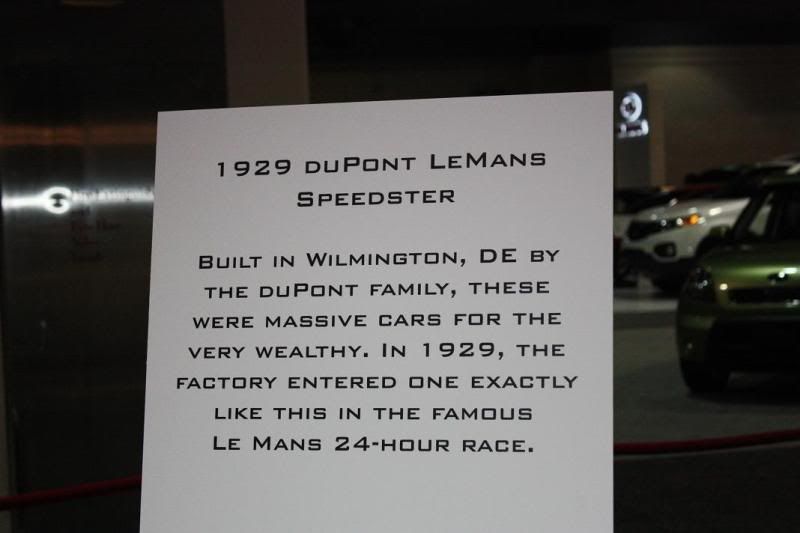 1929 duPont LeMans
Speedster
Built in Wilmington, DE by
the duPont family, these
were massive cars for the
very wealthy. In 1929, the
factory entered one exactly
like this in the famous
Le Mans 24-hour race.